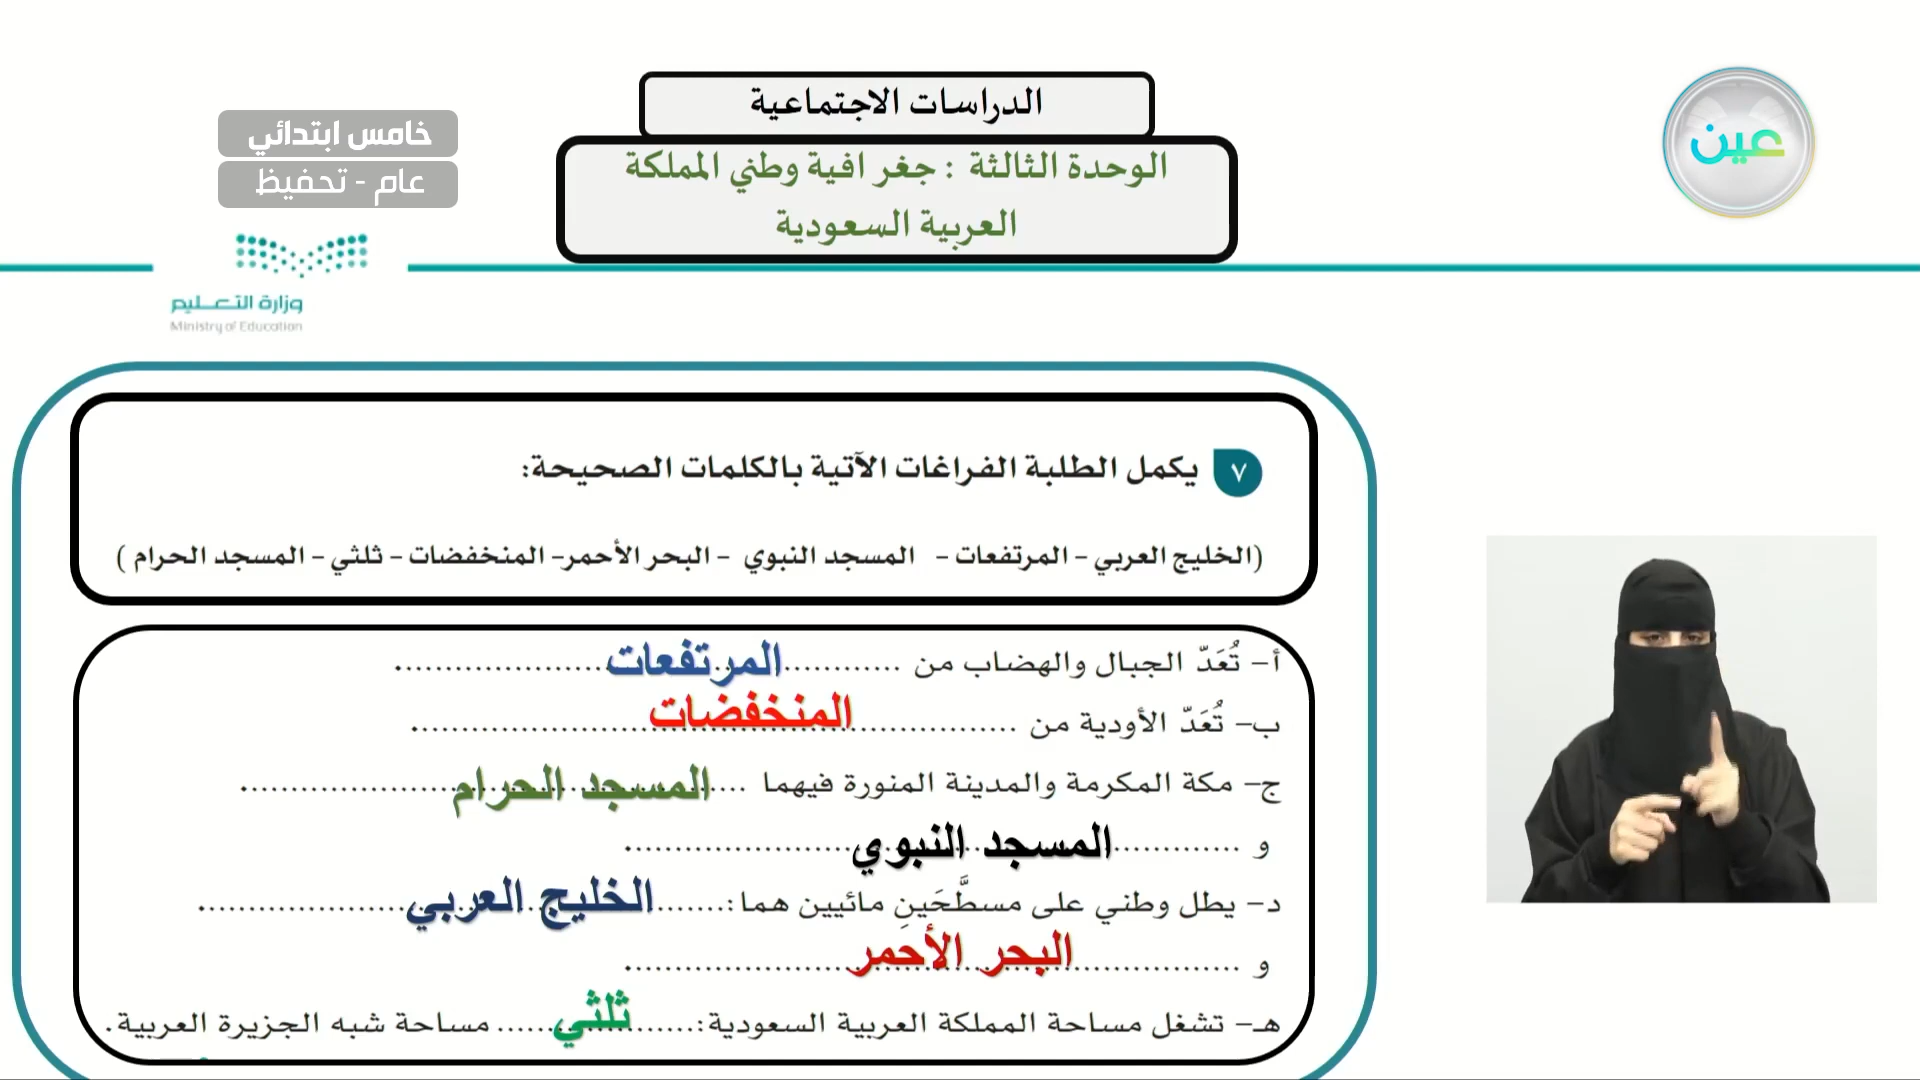 الدراسات الاجتماعية
عين
خامس ابتدائي
عام - تحفيظ
الوحدة الثالثة : جغرافية وطني المملكة
العربية السعودية
وزارة التعليم
Ministry of Education
٧ يكمل الطلبة الفراغات الآتية بالكلمات الصحيحة:
(الخليج العربي – المرتفعات – المسجد النبوي – البحر الأحمر– المنخفضات – ثلثي – المسجد الحرام )
أ– تُعَدّ الجبال والهضاب من .......... المرتفعات ..........
ب– تُعَدّ الأودية من .......... المنخفضات ..........
ج– مكة المكرمة والمدينة المنورة فيهما .......... المسجد الحرام ..........
و .......... المسجد النبوي ..........
د– يطل وطني على مسطَّحَينِ مائيين هما: .......... الخليج العربي ..........
و .......... البحر الأحمر ..........
هـ– تشغل مساحة المملكة العربية السعودية: .......... ثلثي .......... مساحة شبه الجزيرة العربية.